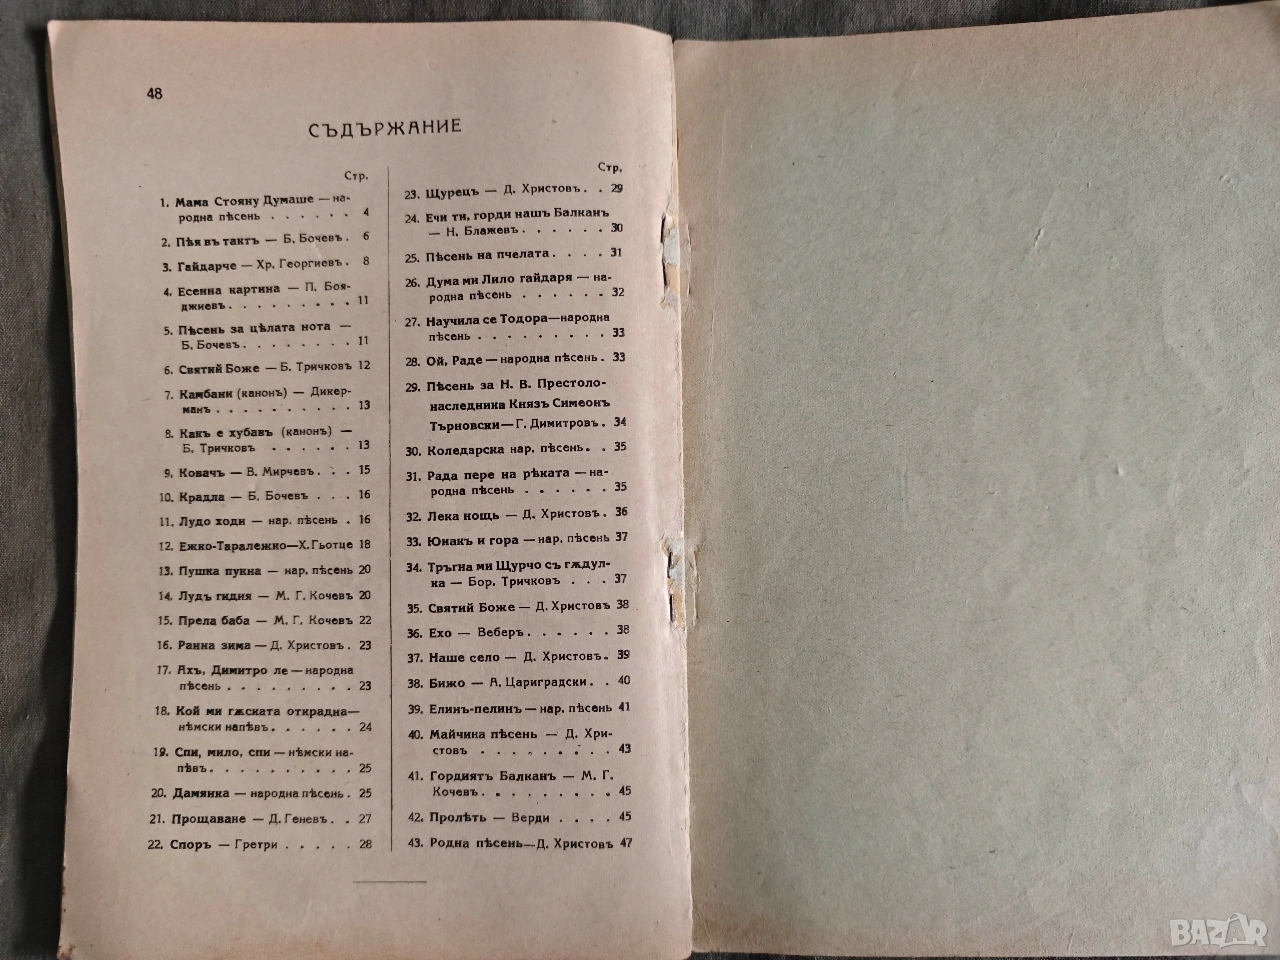 48
СЪДЪРЖАНИЕ
Стр.
1. Мама Стояну Думаше — на-
родна пѣсень . . . . . . 4
2. Пѣя въ тактъ — Б. Бочевъ. 6
3. Гайдарче — Хр. Георгиевъ. 8
4. Есенна картина — П. Боя-
джиевъ. . . . . . . . . . 11
5. Пѣсень за цѣлата нота —
Б. Бочевъ. . . . . . . . 11
6. Святий Боже — Б. Тричковъ 12
7. Камбани (канонъ) — Дикер-
манъ . . . . . . . . . . 13
8. Какъ е хубавъ (канонъ) —
Б. Тричковъ . . . . . . 13
9. Ковачъ — В. Мирчевъ. . . 15
10. Крадла — Б. Бочевъ . . . 16
11. Лудо ходи — нар. пѣсень . 16
12. Ежко-Таралежко—Х. Гьотце 18
13. Пушка пукна — нар. пѣсень 20
14. Лудъ гидия — М. Г. Кочевъ 20
15. Прела баба — М. Г. Кочевъ 22
16. Ранна зима — Д. Христовъ. 23
17. Яхъ, Димитро ле — народна
пѣсень . . . . . . . . . 23
18. Кой ми гѫската открадна—
нѣмски напѣвъ. . . . . . 24
19. Спи, мило, спи — нѣмски на-
пѣвъ. . . . . . . . . . 25
20. Дамянка — народна пѣсень. 25
21. Прощаване — Д. Геневъ. . 27
22. Споръ — Гретри . . . . . 28
Стр.
23. Щурецъ — Д. Христовъ. . 29
24. Ечи ти, горди нашъ Балканъ
— Н. Блажевъ. . . . . . 30
25. Пѣсень на пчелата. . . . 31
26. Дума ми Лило гайдаря — на-
родна пѣсень . . . . . . 32
27. Научила се Тодора—народна
пѣсень . . . . . . . . . 33
28. Ой, Раде — народна пѣсень. 33
29. Пѣсень за Н. В. Престоло-
наследника Князъ Симеонъ
Търновски—Г. Димитровъ. 34
30. Коледарска нар. пѣсень. . 35
31. Рада пере на рѣката — на-
родна пѣсень . . . . . . 35
32. Лека нощь — Д. Христовъ. 36
33. Юнакъ и гора — нар. пѣсень 37
34. Тръгна ми Щурчо съ гѫдул-
ка — Бор. Тричковъ . . . 37
35. Святий Боже — Д. Христовъ 38
36. Ехо — Веберъ. . . . . . 38
37. Наше село — Д. Христовъ. 39
38. Бижо — А. Цариградски. . 40
39. Елинъ-пелинъ — нар. пѣсень 41
40. Майчина пѣсень — Д. Хри-
стовъ . . . . . . . . . 43
41. Гордиятъ Балканъ — М. Г.
Кочевъ. . . . . . . . . 45
42. Пролѣть — Верди . . . . 45
43. Родна пѣсень—Д. Христовъ 47
BAZAR